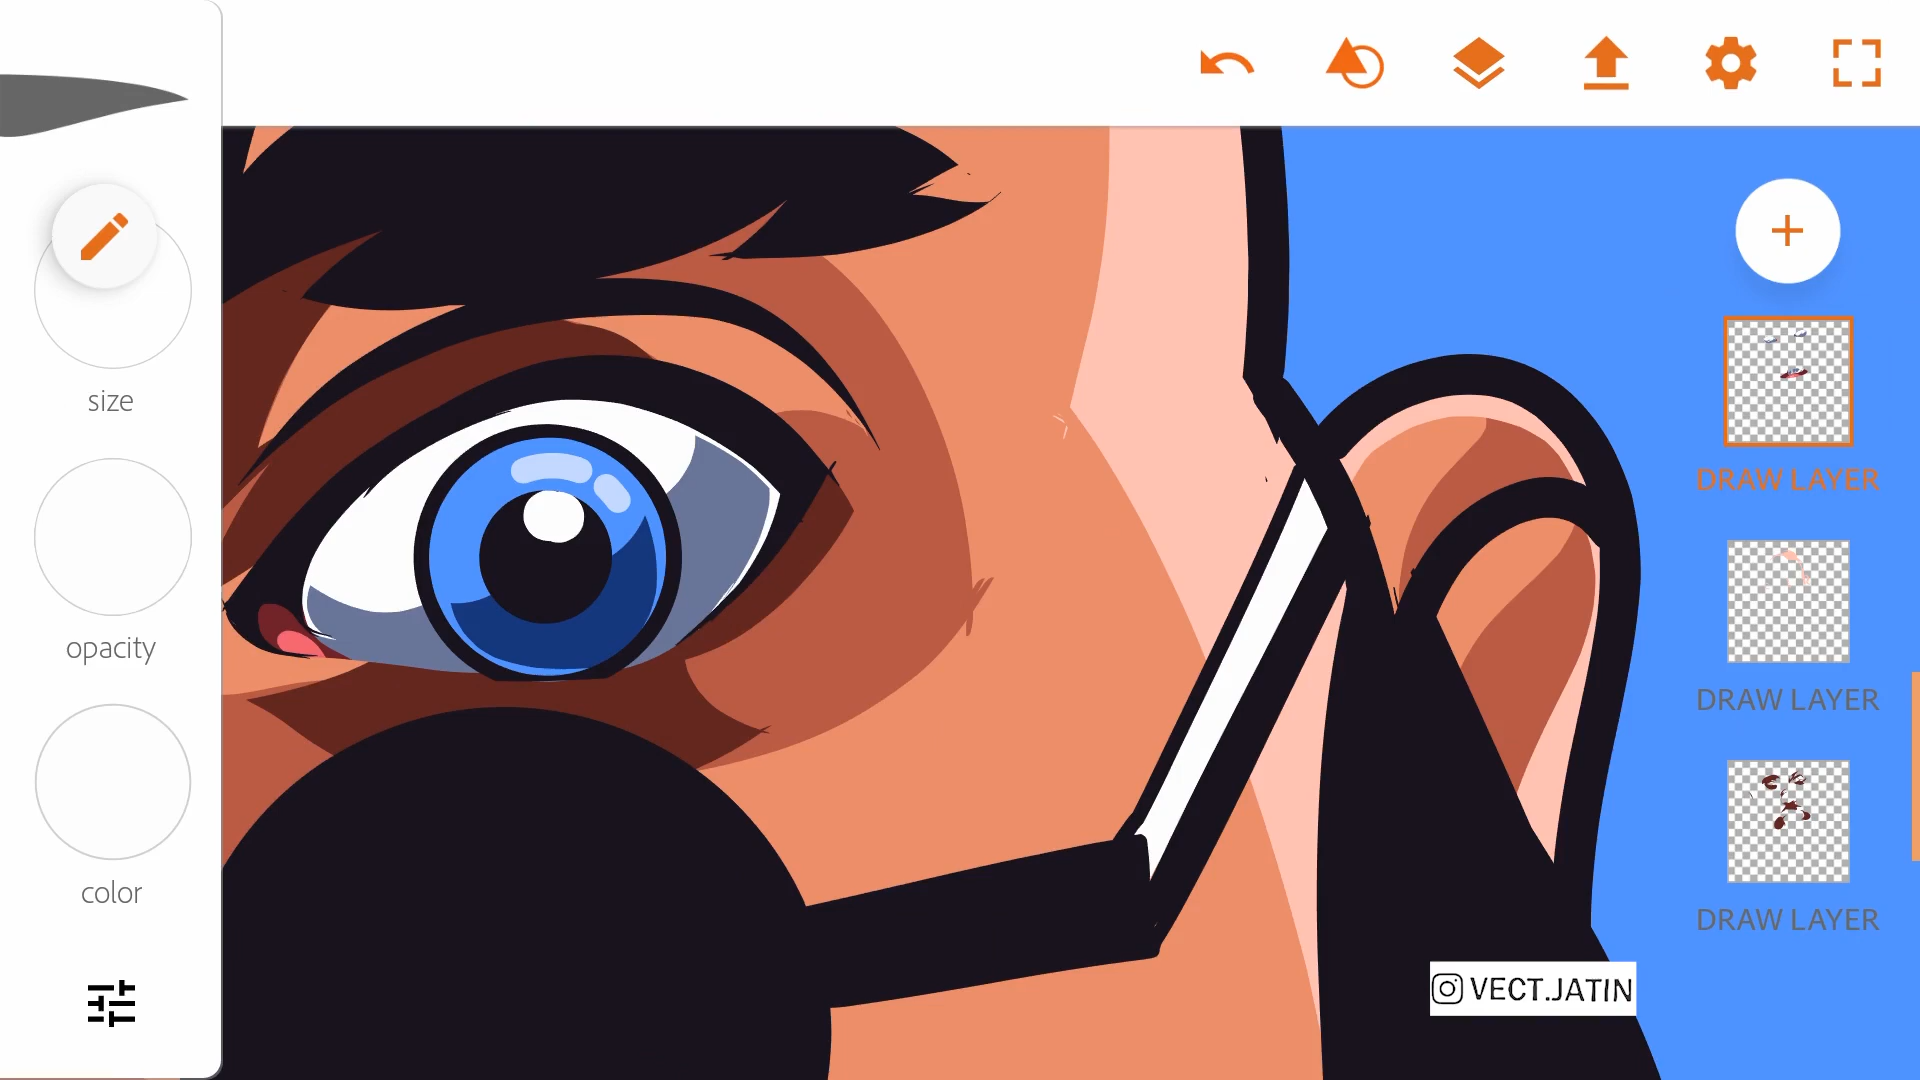 size
opacity
color
DRAW LAYER
DRAW LAYER
DRAW LAYER
VECT.JATIN